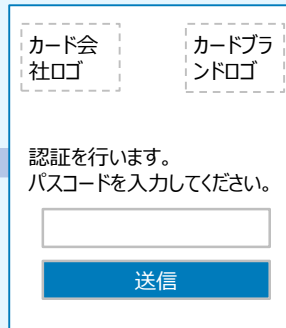 カード会
社ロゴ
カードブラ
ンドロゴ
認証を行います。
パスコードを入力してください。
送信